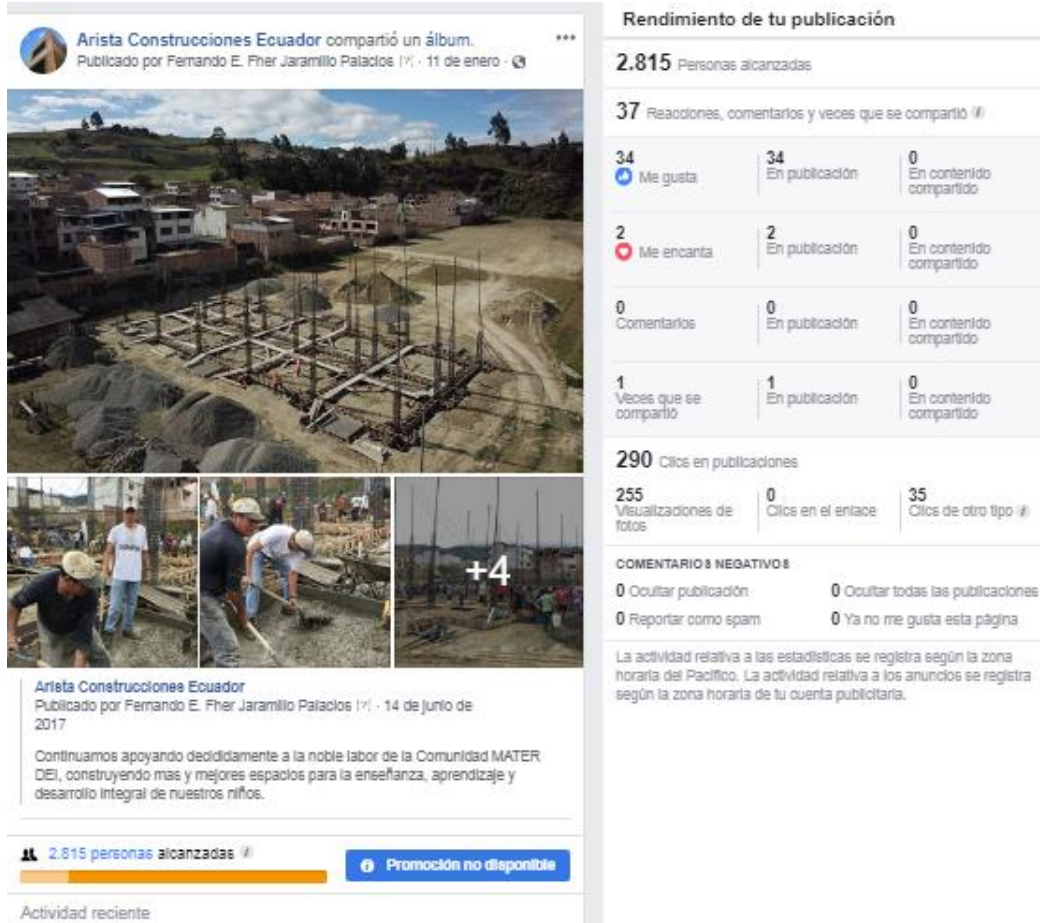 Arista Construcciones Ecuador compartió un álbum.
Publicado por Fernando E. Fher Jaramillo Palacios [?] · 11 de enero ·
+4
Arista Construcciones Ecuador
Publicado por Fernando E. Fher Jaramillo Palacios [?] · 14 de junio de
2017
Continuamos apoyando decididamente a la noble labor de la Comunidad MATER
DEI, construyendo mas y mejores espacios para la enseñanza, aprendizaje y
desarrollo integral de nuestros niños.
2.815 personas alcanzadas
Promoción no disponible
Actividad reciente
Rendimiento de tu publicación
2.815 Personas alcanzadas
37 Reacciones, comentarios y veces que se compartió
34
Me gusta
34
En publicación
0
En contenido
compartido
2
Me encanta
2
En publicación
0
En contenido
compartido
0
Comentarios
0
En publicación
0
En contenido
compartido
1
Veces que se
compartió
1
En publicación
0
En contenido
compartido
290 Clics en publicaciones
255
Visualizaciones de
fotos
0
Clics en el enlace
35
Clics de otro tipo
COMENTARIOS NEGATIVOS
0 Ocultar publicación
0 Ocultar todas las publicaciones
0 Reportar como spam
0 Ya no me gusta esta página
La actividad relativa a las estadísticas se registra según la zona
horaria del Pacífico. La actividad relativa a los anuncios se registra
según la zona horaria de tu cuenta publicitaria.